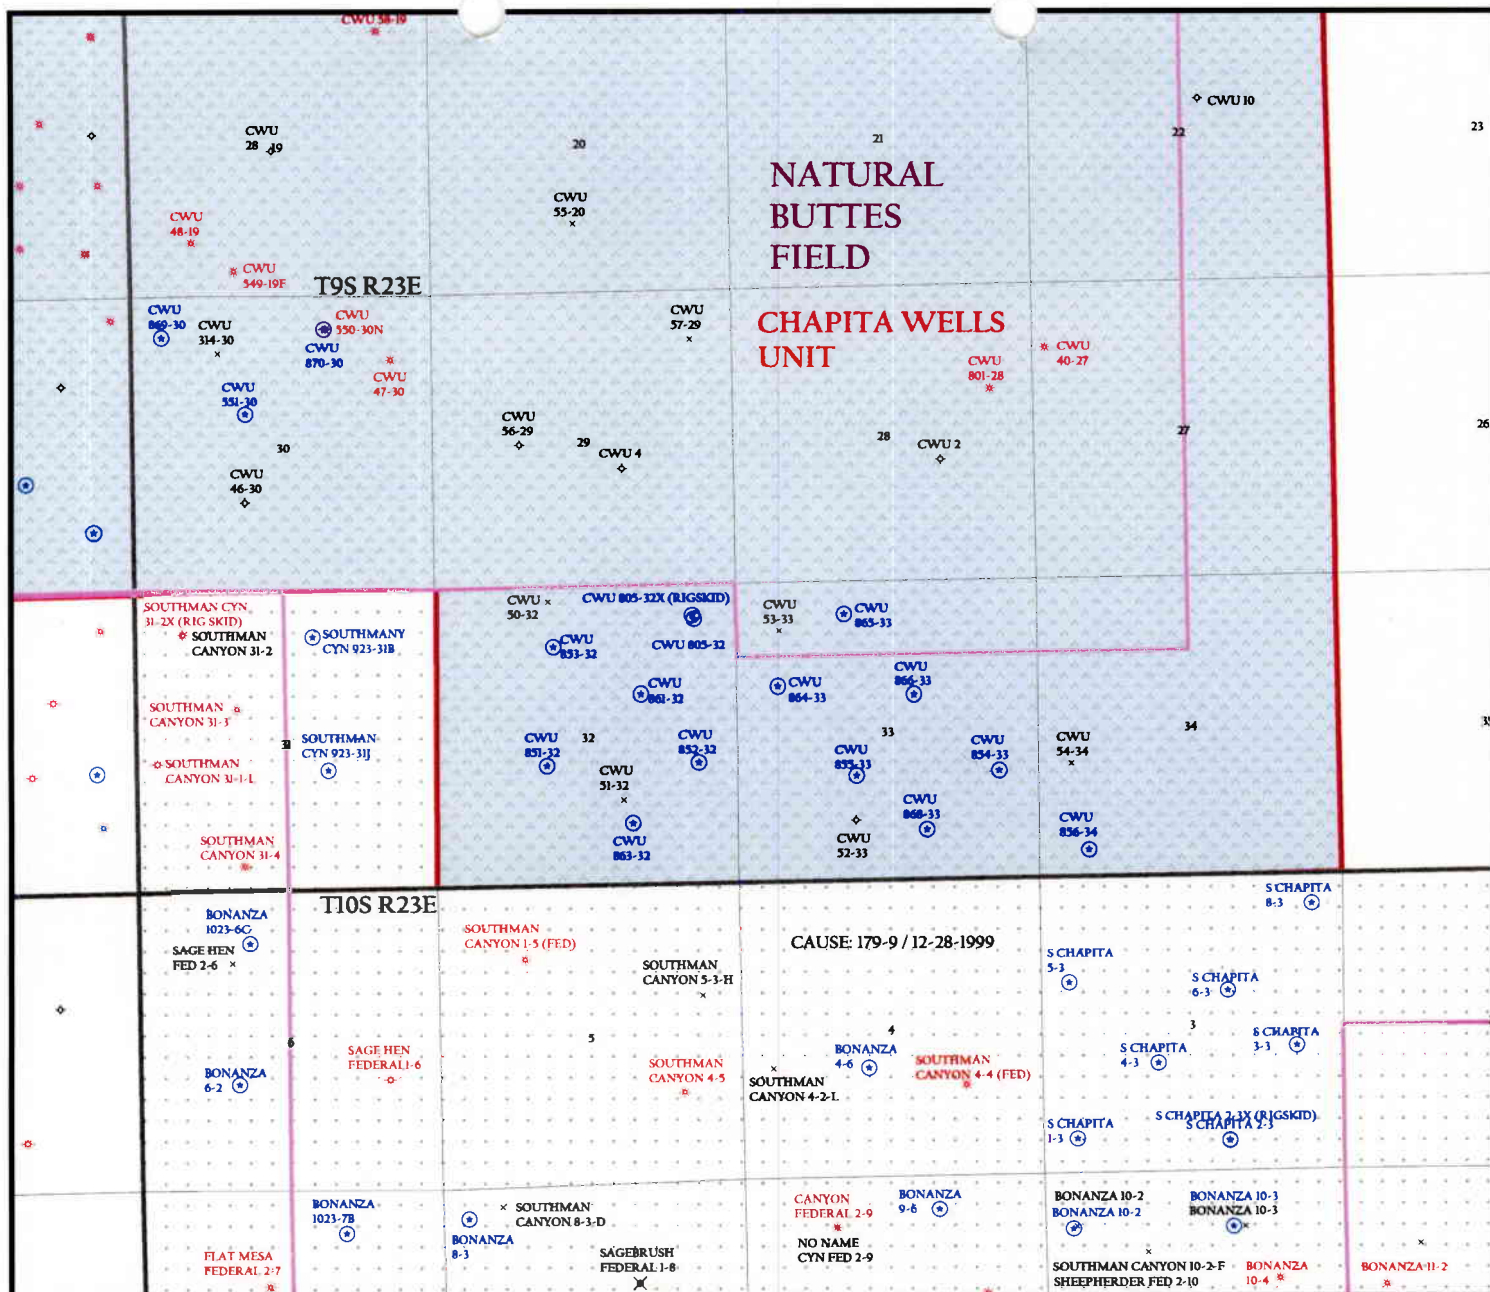 CWU 58-19
CWU 10
22
23
CWU
28 19
20
21
NATURAL
BUTTES
FIELD
CWU
55-20
CWU
48-19
CWU
549-19F
T9S R23E
CWU
869-30
CWU
314-30
CWU
550-30N
CWU
870-30
CWU
47-30
CWU
57-29
CHAPITA WELLS
UNIT
CWU
801-28
CWU
40-27
CWU
551-30
30
CWU
46-30
CWU
56-29
29
CWU 4
28
CWU 2
27
26
SOUTHMAN CYN
31-2X (RIG SKID)
SOUTHMAN
CANYON 31-2
SOUTHMANY
CYN 923-31B
CWU
50-32
CWU 805-32X (RIGSKID)
CWU 805-32
CWU
853-32
CWU
53-33
CWU
865-33
CWU
861-32
CWU
864-33
CWU
866-33
SOUTHMAN
CANYON 31-3
SOUTHMAN
CYN 923-31J
SOUTHMAN
CANYON 31-1-L
CWU
851-32
32
CWU
852-32
CWU
51-32
CWU
863-32
33
CWU
855-33
CWU
854-33
CWU
868-33
CWU
52-33
34
CWU
54-34
CWU
856-34
35
SOUTHMAN
CANYON 31-4
T10S R23E
BONANZA
1023-6G
SAGE HEN
FED 2-6
SOUTHMAN
CANYON 1-5 (FED)
SOUTHMAN
CANYON 5-3-H
CAUSE: 179-9 / 12-28-1999
S CHAPITA
8-3
S CHAPITA
5-3
S CHAPITA
6-3
6
5
4
3
BONANZA
6-2
SAGE HEN
FEDERAL1-6
SOUTHMAN
CANYON 4-5
SOUTHMAN
CANYON 4-2-L
BONANZA
4-6
SOUTHMAN
CANYON 4-4 (FED)
S CHAPITA
4-3
S CHAPITA
3-3
S CHAPITA
1-3
S CHAPITA 2-3X (RIGSKID)
S CHAPITA 2-3
BONANZA
1023-7B
BONANZA
8-3
SOUTHMAN
CANYON 8-3-D
CANYON
FEDERAL 2-9
NO NAME
CYN FED 2-9
BONANZA
9-6
BONANZA 10-2
BONANZA 10-2
BONANZA 10-3
BONANZA 10-3
FLAT MESA
FEDERAL 2-7
SAGEBRUSH
FEDERAL 1-8
SOUTHMAN CANYON 10-2-F
SHEEPHERDER FED 2-10
BONANZA
10-4
BONANZA 11-2